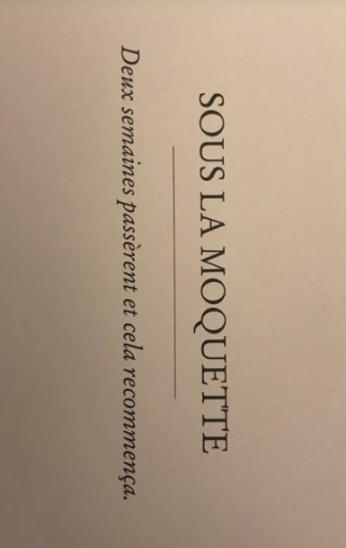 SOUS LA MOQUETTE
Deux semaines passèrent et cela recommença.